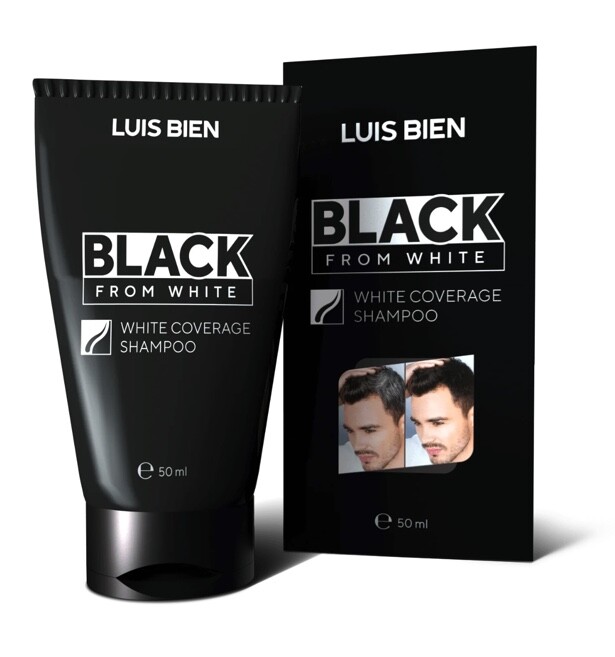 LUIS BIEN
BLACK
FROM WHITE
WHITE COVERAGE
SHAMPOO
℮ 50 ml
LUIS BIEN
BLACK
FROM WHITE
WHITE COVERAGE
SHAMPOO
℮ 50 ml